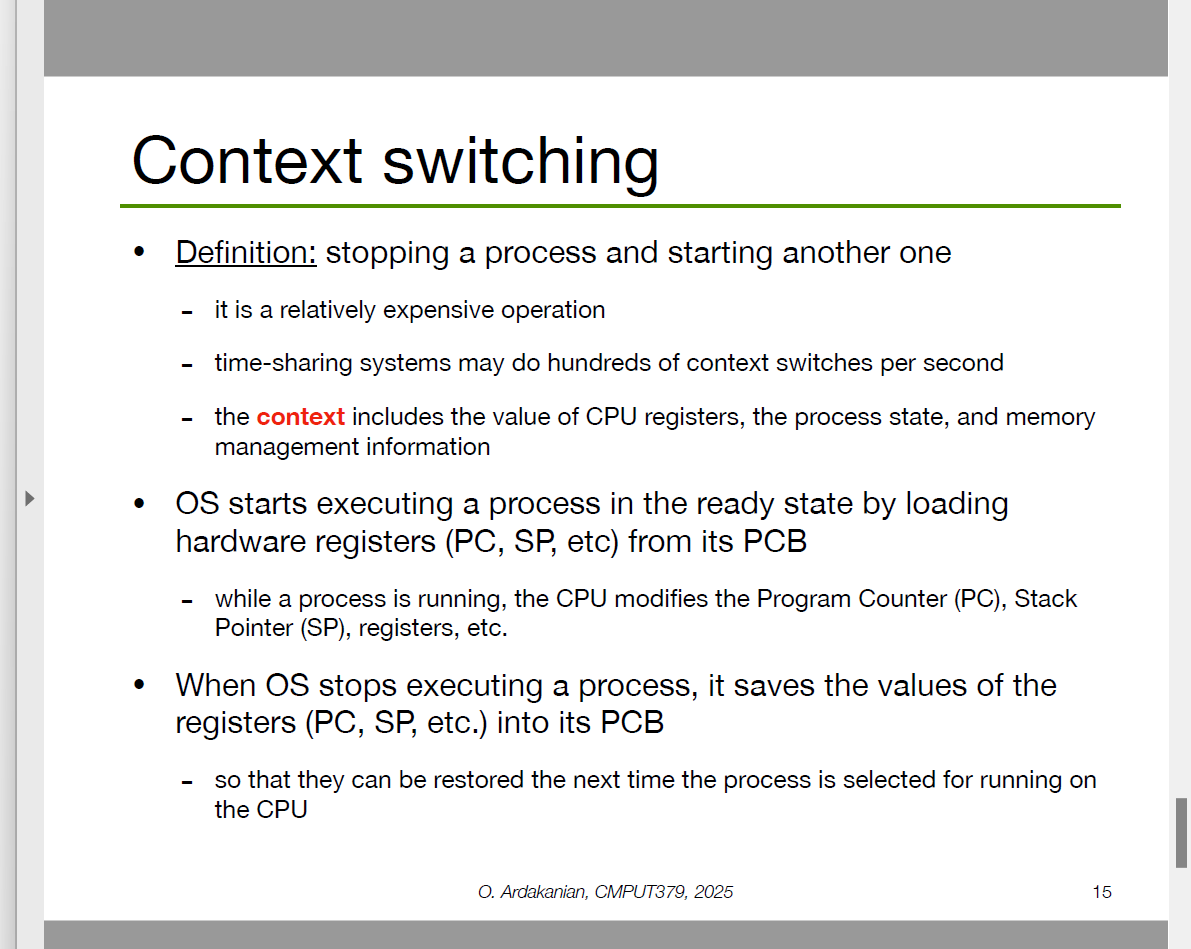 Context switching
• Definition: stopping a process and starting another one
- it is a relatively expensive operation
- time-sharing systems may do hundreds of context switches per second
- the context includes the value of CPU registers, the process state, and memory
management information
• OS starts executing a process in the ready state by loading
hardware registers (PC, SP, etc) from its PCB
- while a process is running, the CPU modifies the Program Counter (PC), Stack
Pointer (SP), registers, etc.
• When OS stops executing a process, it saves the values of the
registers (PC, SP, etc.) into its PCB
- so that they can be restored the next time the process is selected for running on
the CPU
O. Ardakanian, CMPUT379, 2025
15